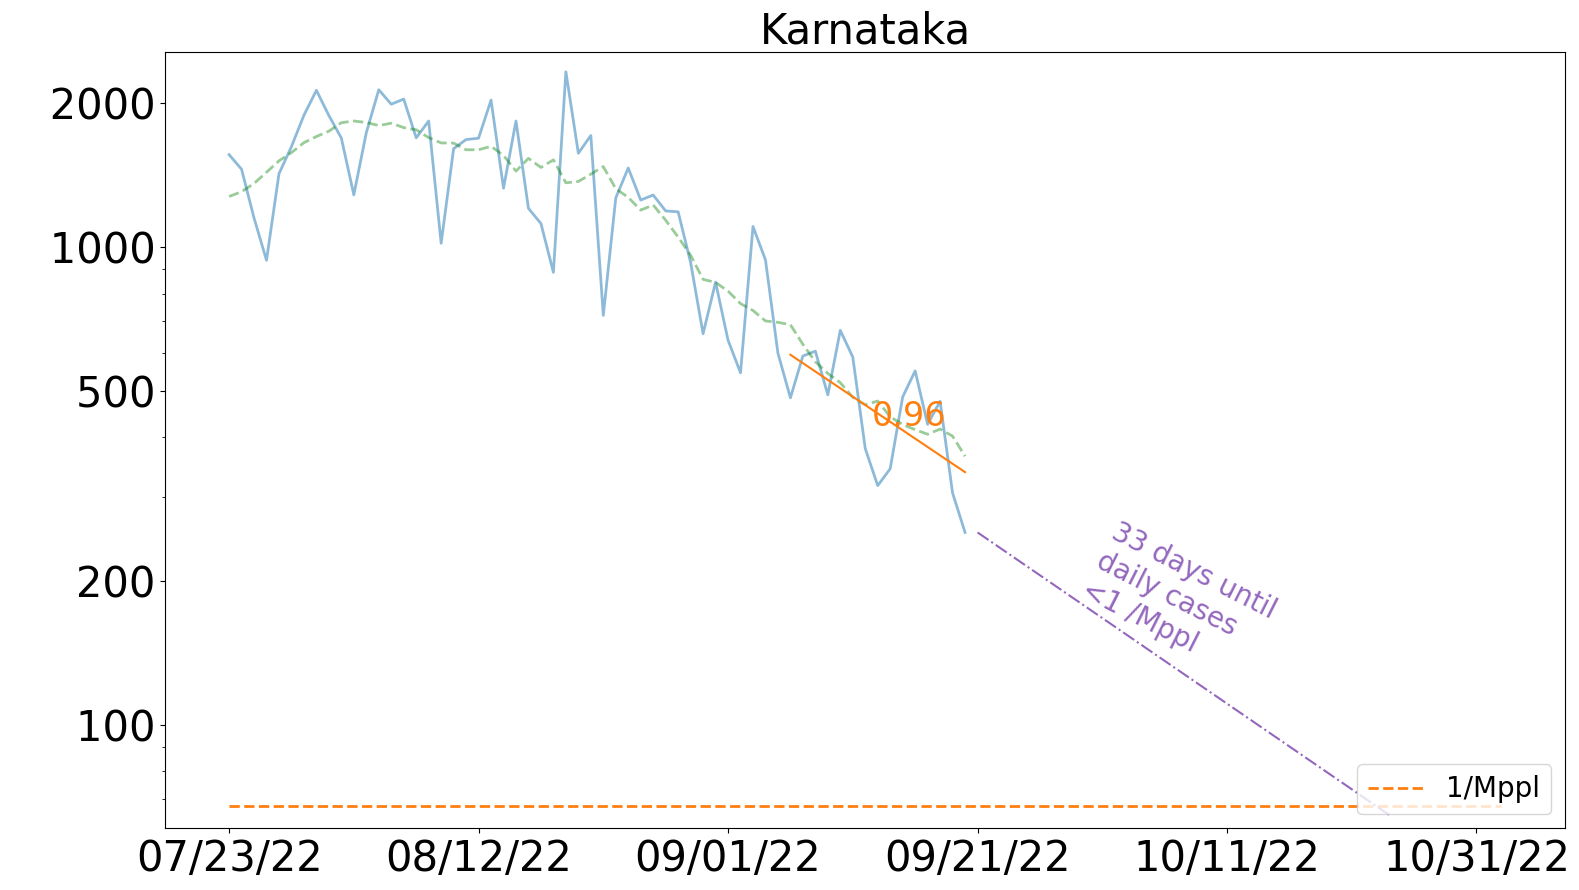 Karnataka
2000
1000
500
200
100
0.96
33 days until
daily cases
<1 /Mppl
1/Mppl
07/23/22
08/12/22
09/01/22
09/21/22
10/11/22
10/31/22